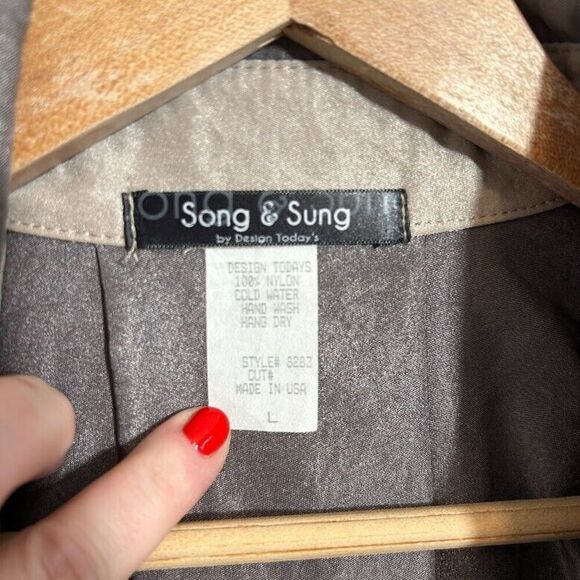 Song & Sung
by Design Today's
DESIGN TODAYS
100% NYLON
COLD WATER
HAND WASH
HANG DRY
STYLE# 8283
CUT#
MADE IN USA
L